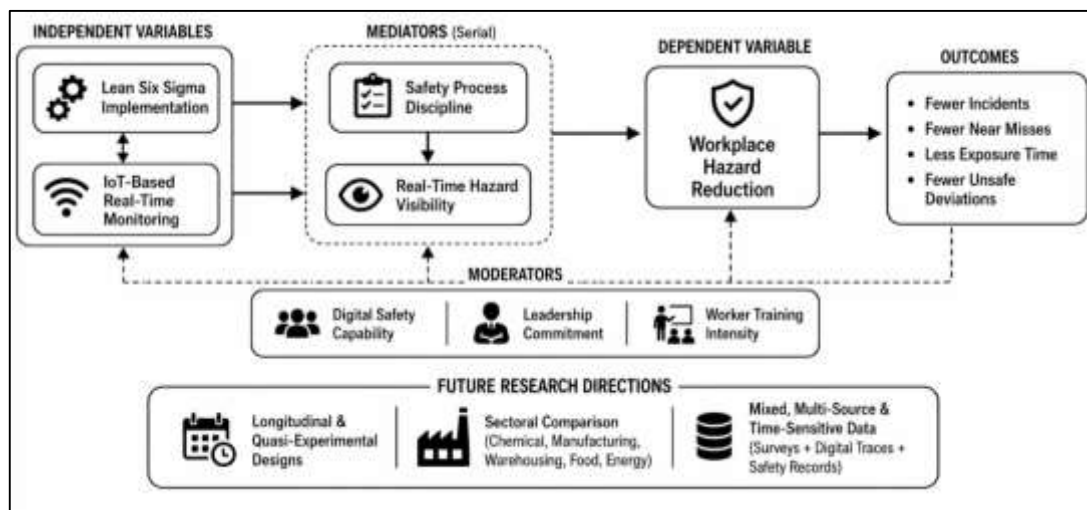 INDEPENDENT VARIABLES
Lean Six Sigma
Implementation
IoT-Based
Real-Time
Monitoring
MEDIATORS (Serial)
Safety Process
Discipline
Real-Time Hazard
Visibility
DEPENDENT VARIABLE
Workplace
Hazard
Reduction
OUTCOMES
• Fewer Incidents
• Fewer Near Misses
• Less Exposure Time
• Fewer Unsafe
Deviations
MODERATORS
Digital Safety
Capability
Leadership
Commitment
Worker Training
Intensity
FUTURE RESEARCH DIRECTIONS
Longitudinal &
Quasi-Experimental
Designs
Sectoral Comparison
(Chemical, Manufacturing,
Warehousing, Food, Energy)
Mixed, Multi-Source &
Time-Sensitive Data
(Surveys + Digital Traces +
Safety Records)